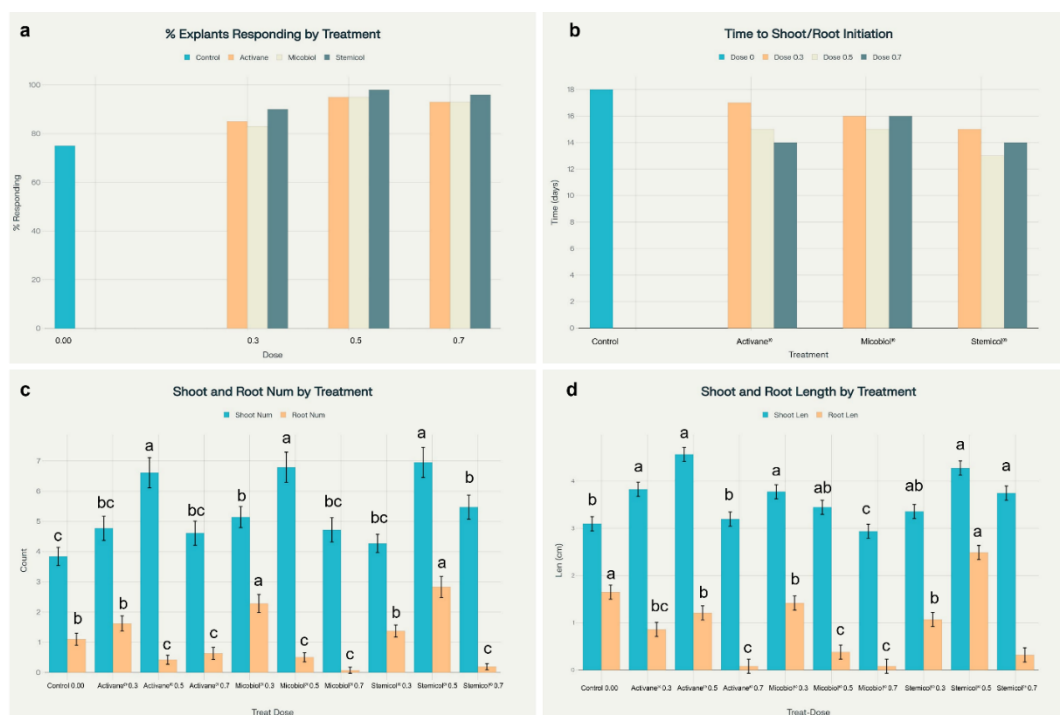 a
% Explants Responding by Treatment
Control Activane Micobiol Stemicol
100
80
60
40
20
0
% Responding
0.00 0.3 0.5 0.7
Dose
b
Time to Shoot/Root Initiation
Dose 0 Dose 0.3 Dose 0.5 Dose 0.7
18
16
14
12
10
8
6
4
2
0
Time (days)
Control Activane® Micobiol® Stemicol®
Treatment
c
Shoot and Root Num by Treatment
Shoot Num Root Num
7
6
5
4
3
2
1
0
Count
c b bc b a c bc c b a a c bc c bc b a a b c
Control 0.00 Activane® 0.3 Activane® 0.5 Activane® 0.7 Micobiol® 0.3 Micobiol® 0.5 Micobiol® 0.7 Stemicol® 0.3 Stemicol® 0.5 Stemicol® 0.7
Treat Dose
d
Shoot and Root Length by Treatment
Shoot Len Root Len
4
3
2
1
0
Len (cm)
b a a bc a b b c a b ab c c c ab b a a a
Control 0.00 Activane® 0.3 Activane® 0.5 Activane® 0.7 Micobiol® 0.3 Micobiol® 0.5 Micobiol® 0.7 Stemicol® 0.3 Stemicol® 0.5 Stemicol® 0.7
Treat-Dose